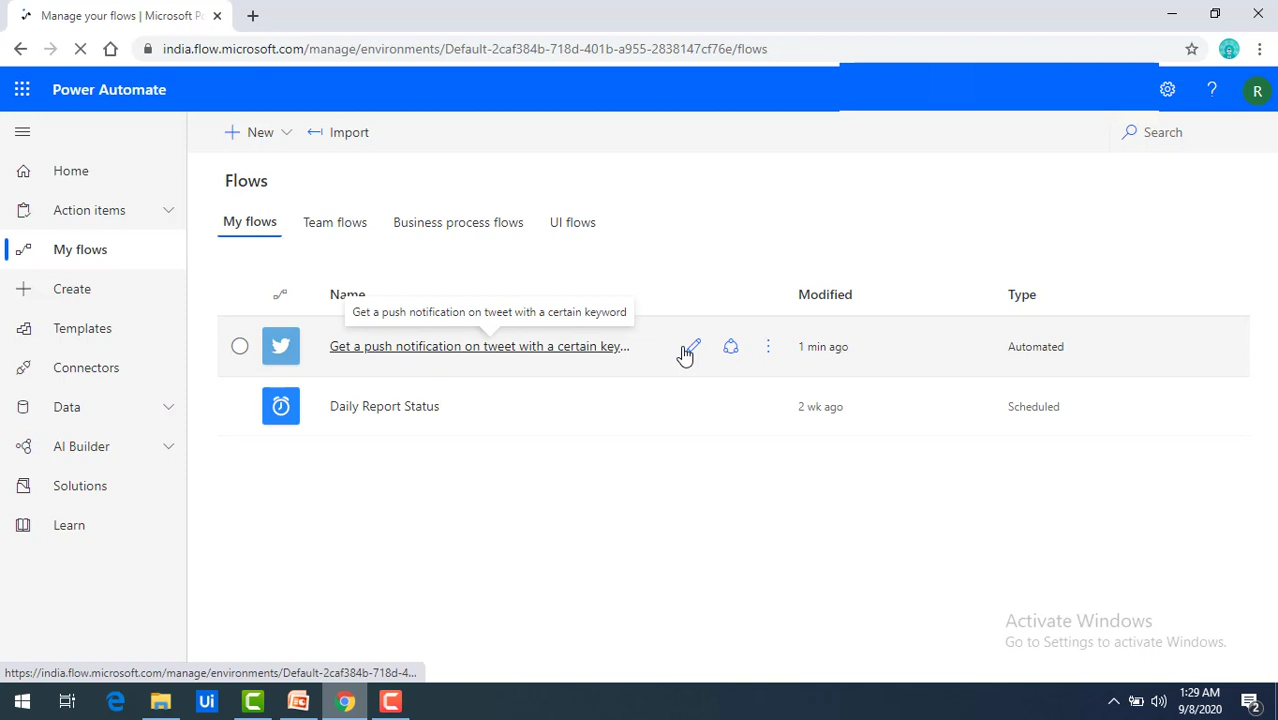 Manage your flows | Microsoft P
india.flow.microsoft.com/manage/environments/Default-2caf384b-718d-401b-a955-2838147cf76e/flows
Power Automate
?
R
New
Import
Search
Home
Action items
My flows
Create
Templates
Connectors
Data
AI Builder
Solutions
Learn
Flows
My flows Team flows Business process flows UI flows
Name Modified Type
Get a push notification on tweet with a certain keyword
Get a push notification on tweet with a certain key... 1 min ago Automated
Daily Report Status 2 wk ago Scheduled
Activate Windows
Go to Settings to activate Windows.
https://india.flow.microsoft.com/manage/environments/Default-2caf384b-718d-4...
Ui
1:29 AM
9/8/2020
2